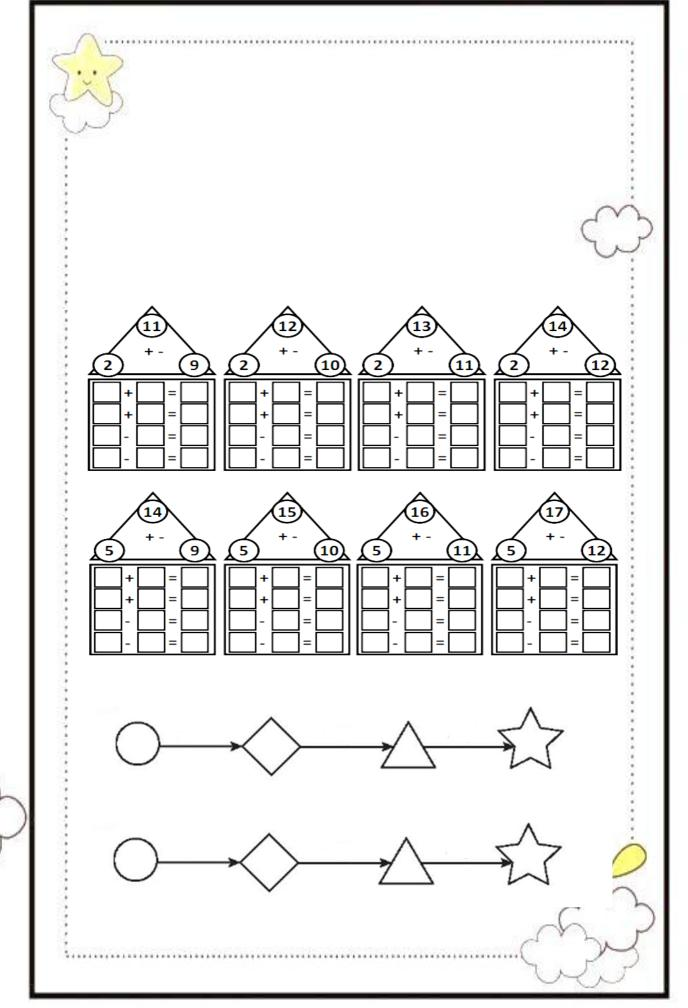 11 12 13 14
+ - + - + - + -
2 9 2 10 2 11 2 12
+ = + = + = + =
+ = + = + = + =
- = - = - = - =
- = - = - = - =
14 15 16 17
+ - + - + - + -
5 9 5 10 5 11 5 12
+ = + = + = + =
+ = + = + = + =
- = - = - = - =
- = - = - = - =